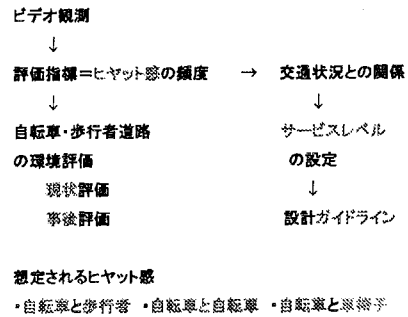 ビデオ観測
↓
評価指標=ヒヤット感の頻度 → 交通状況との関係
↓ ↓
自転車・歩行者道路 サービスレベル
の環境評価 の設定
現状評価 ↓
事後評価 設計ガイドライン
想定されるヒヤット感
・自転車と歩行者 ・自転車と自転車 ・自転車と車椅子